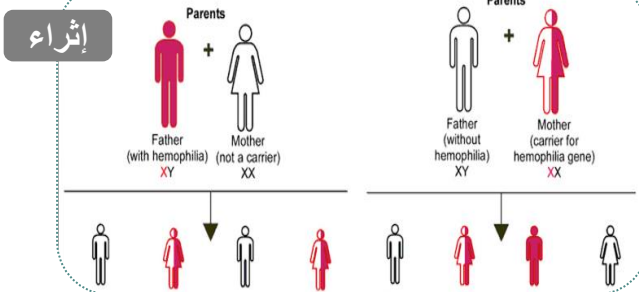 إثراء
Parents
+
Father
(with hemophilia)
XY
Mother
(not a carrier)
XX
Parents
+
Father
(without
hemophilia)
XY
Mother
(carrier for
hemophilia gene)
XX